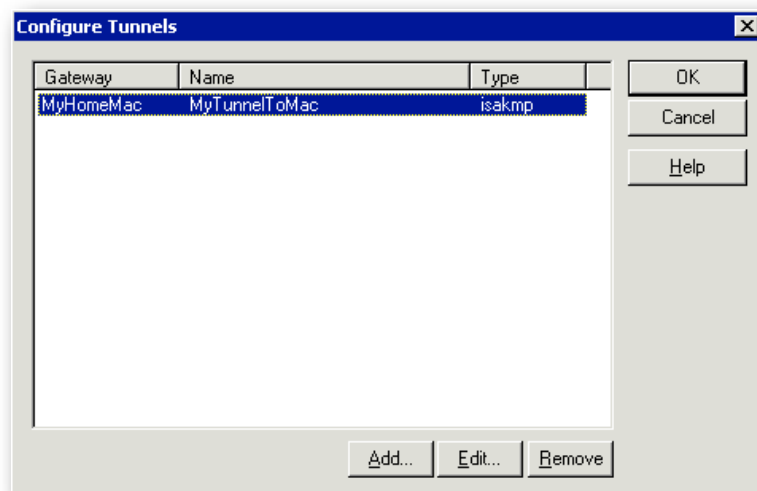 Configure Tunnels
Gateway Name Type
MyHomeMac MyTunnelToMac isakmp
OK
Cancel
Help
Add... Edit... Remove